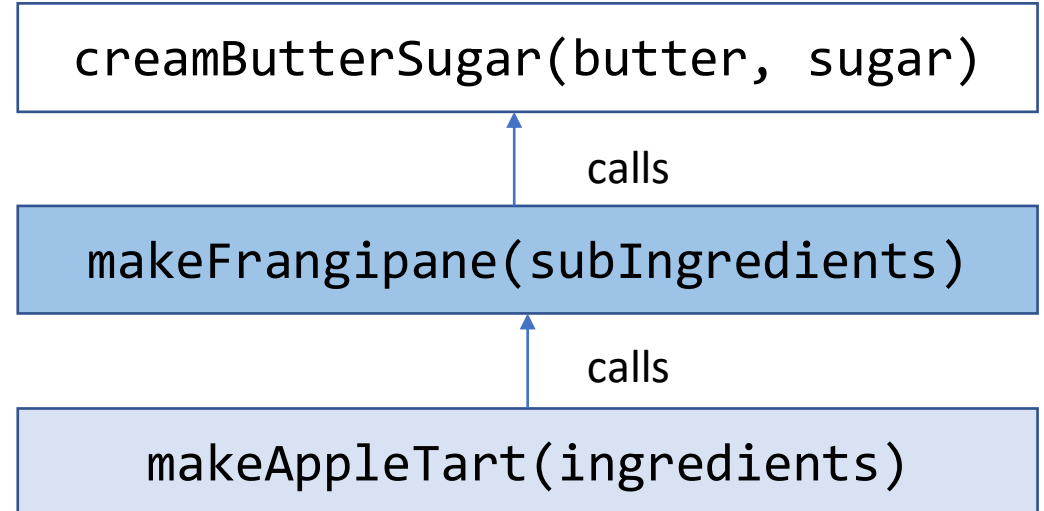 creamButterSugar(butter, sugar)
calls
makeFrangipane(subIngredients)
calls
makeAppleTart(ingredients)